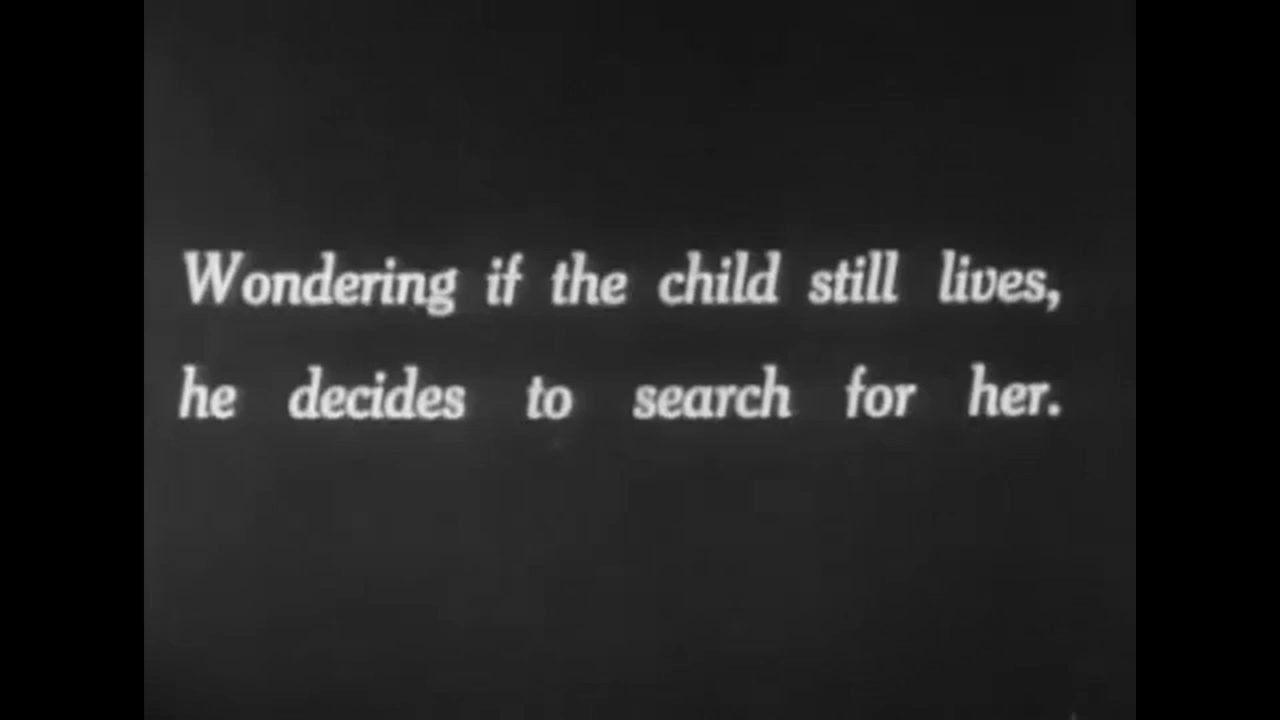 Wondering if the child still lives,
he decides to search for her.